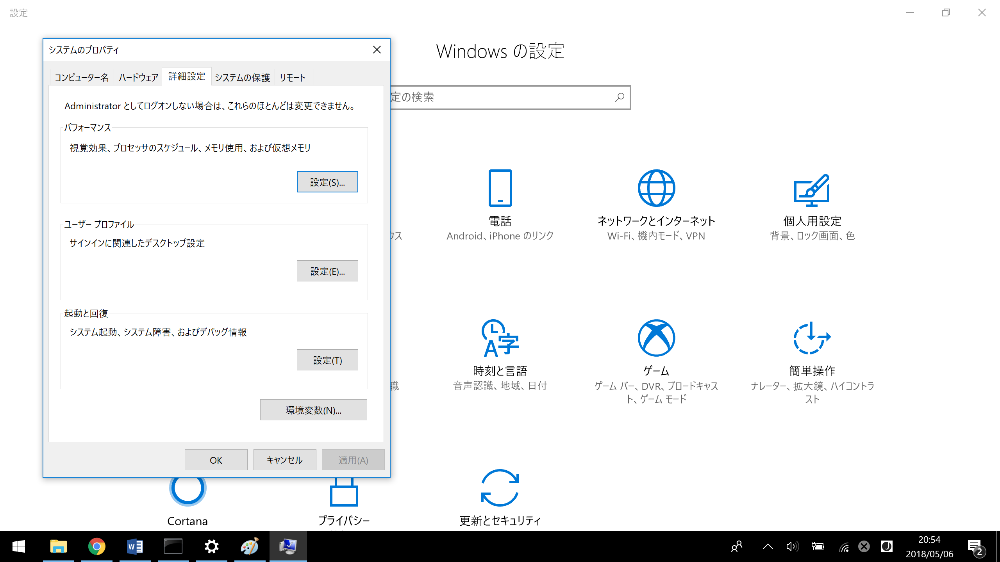 設定
システムのプロパティ
コンピューター名 ハードウェア 詳細設定 システムの保護 リモート
Administrator としてログオンしない場合は、これらのほとんどは変更できません。
パフォーマンス
視覚効果、プロセッサのスケジュール、メモリ使用、および仮想メモリ
設定(S)...
ユーザー プロファイル
サインインに関連したデスクトップ設定
設定(E)...
起動と回復
システム起動、システム障害、およびデバッグ情報
設定(T)
環境変数(N)...
OK キャンセル 適用(A)
Windows の設定
定の検索
ウス
電話
Android、iPhone のリンク
ネットワークとインターネット
Wi-Fi、機内モード、VPN
個人用設定
背景、ロック画面、色
職
時刻と言語
音声認識、地域、日付
ゲーム
ゲーム バー、DVR、ブロードキャス
ト、ゲーム モード
簡単操作
ナレーター、拡大鏡、ハイコントラ
スト
Cortana
プライバシー
更新とセキュリティ
20:54
2018/05/06
2